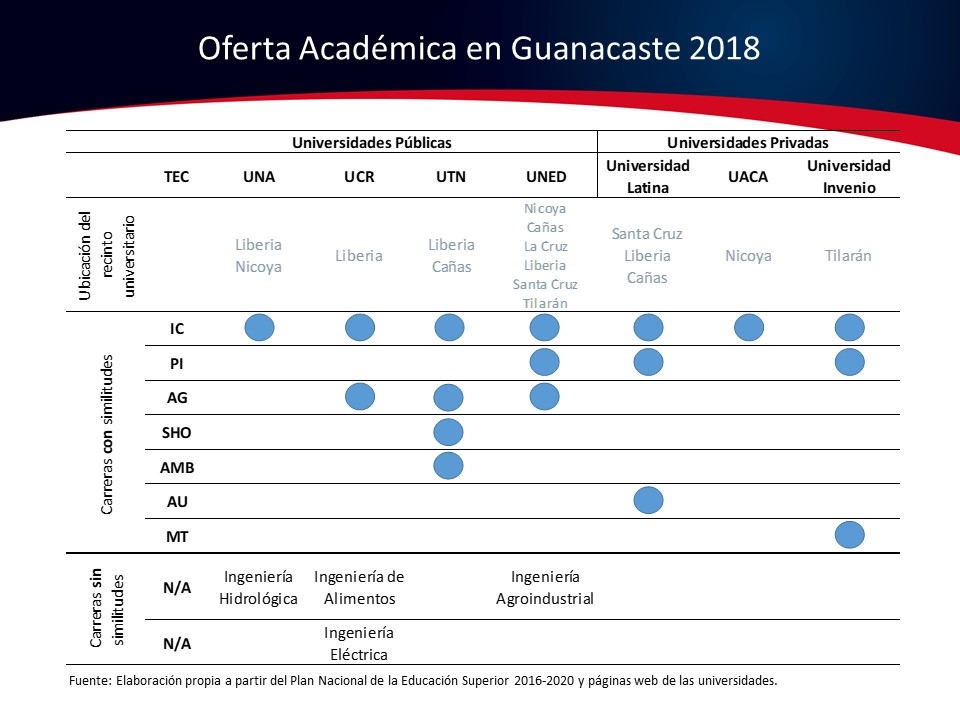 Oferta Académica en Guanacaste 2018
Universidades Públicas
Universidades Privadas
TEC
UNA
UCR
UTN
UNED
Universidad
Latina
UACA
Universidad
Invenio
Ubicación del
recinto
universitario
Liberia
Nicoya
Liberia
Liberia
Cañas
Nicoya
Cañas
La Cruz
Liberia
Santa Cruz
Tilarán
Santa Cruz
Liberia
Cañas
Nicoya
Tilarán
Carreras con similitudes
IC
PI
AG
SHO
AMB
AU
MT
Carreras sin
similitudes
N/A
Ingeniería
Hidrológica
Ingeniería de
Alimentos
Ingeniería
Agroindustrial
N/A
Ingeniería
Eléctrica
Fuente: Elaboración propia a partir del Plan Nacional de la Educación Superior 2016-2020 y páginas web de las universidades.